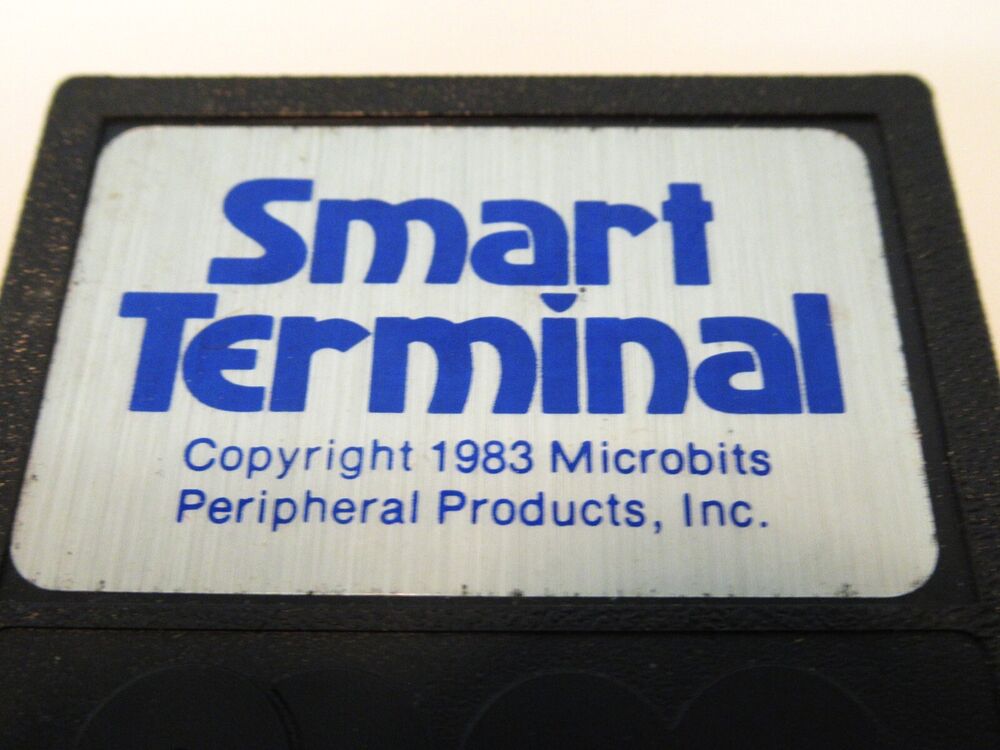 Smart
Terminal
Copyright 1983 Microbits
Peripheral Products, Inc.